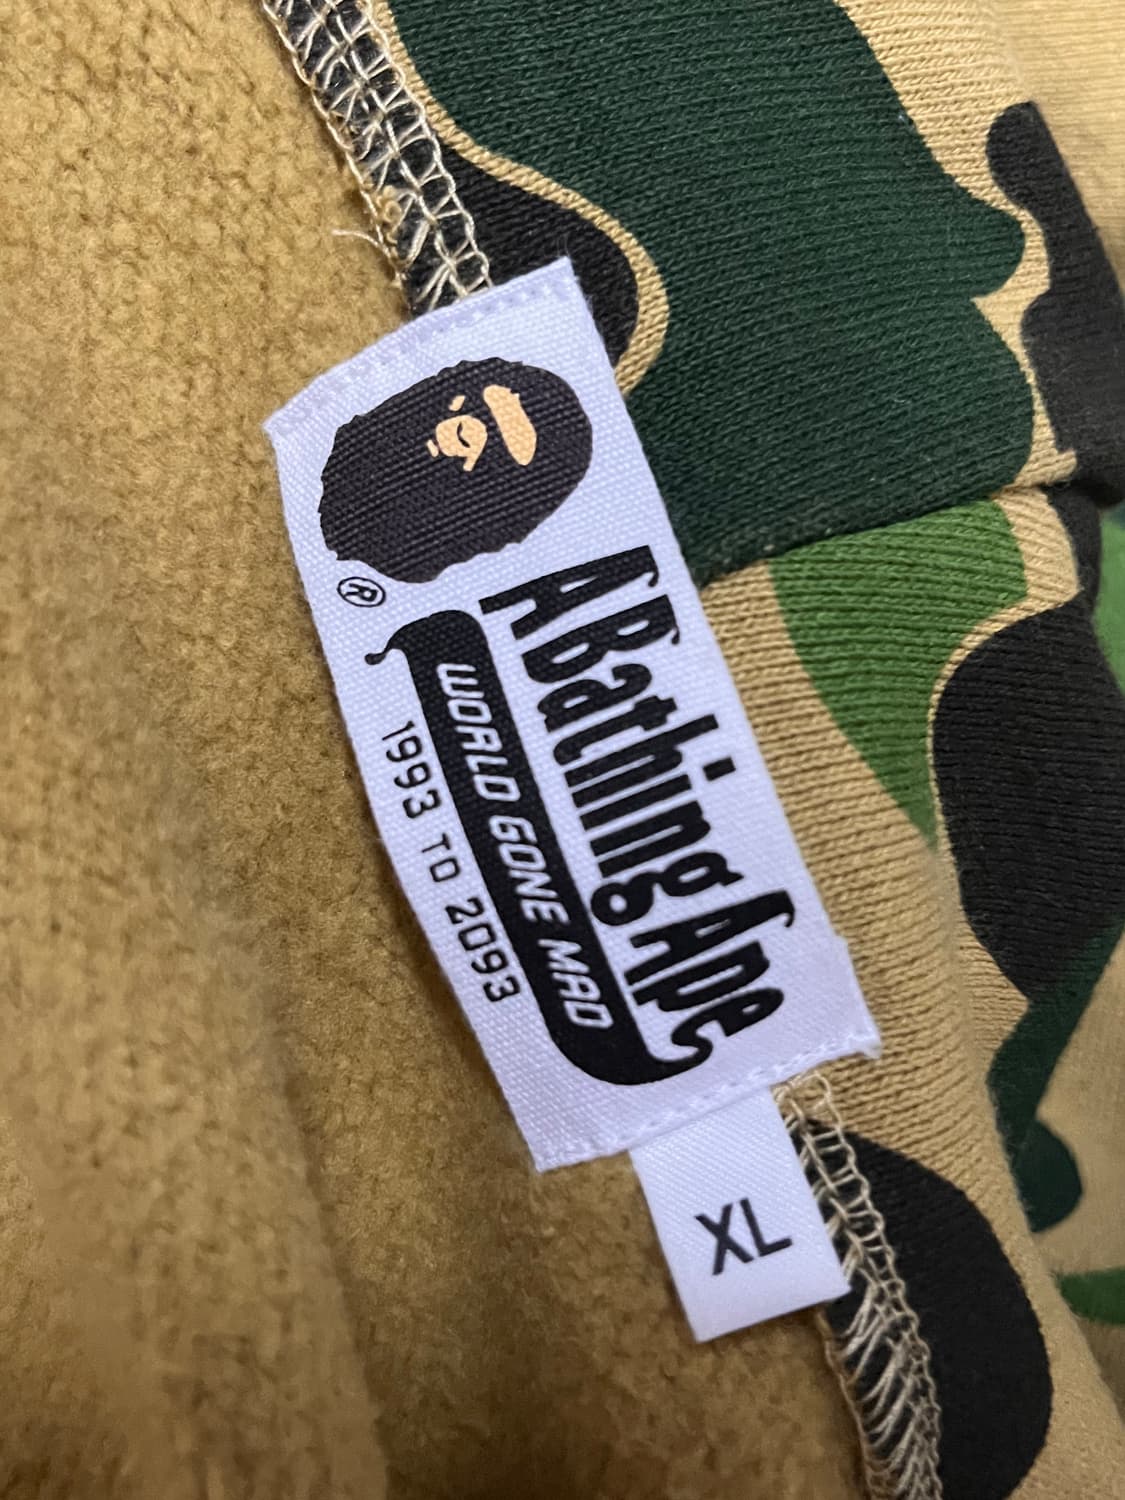 ®
A Bathing Ape
WORLD GONE MAD
1993 TO 2093
XL